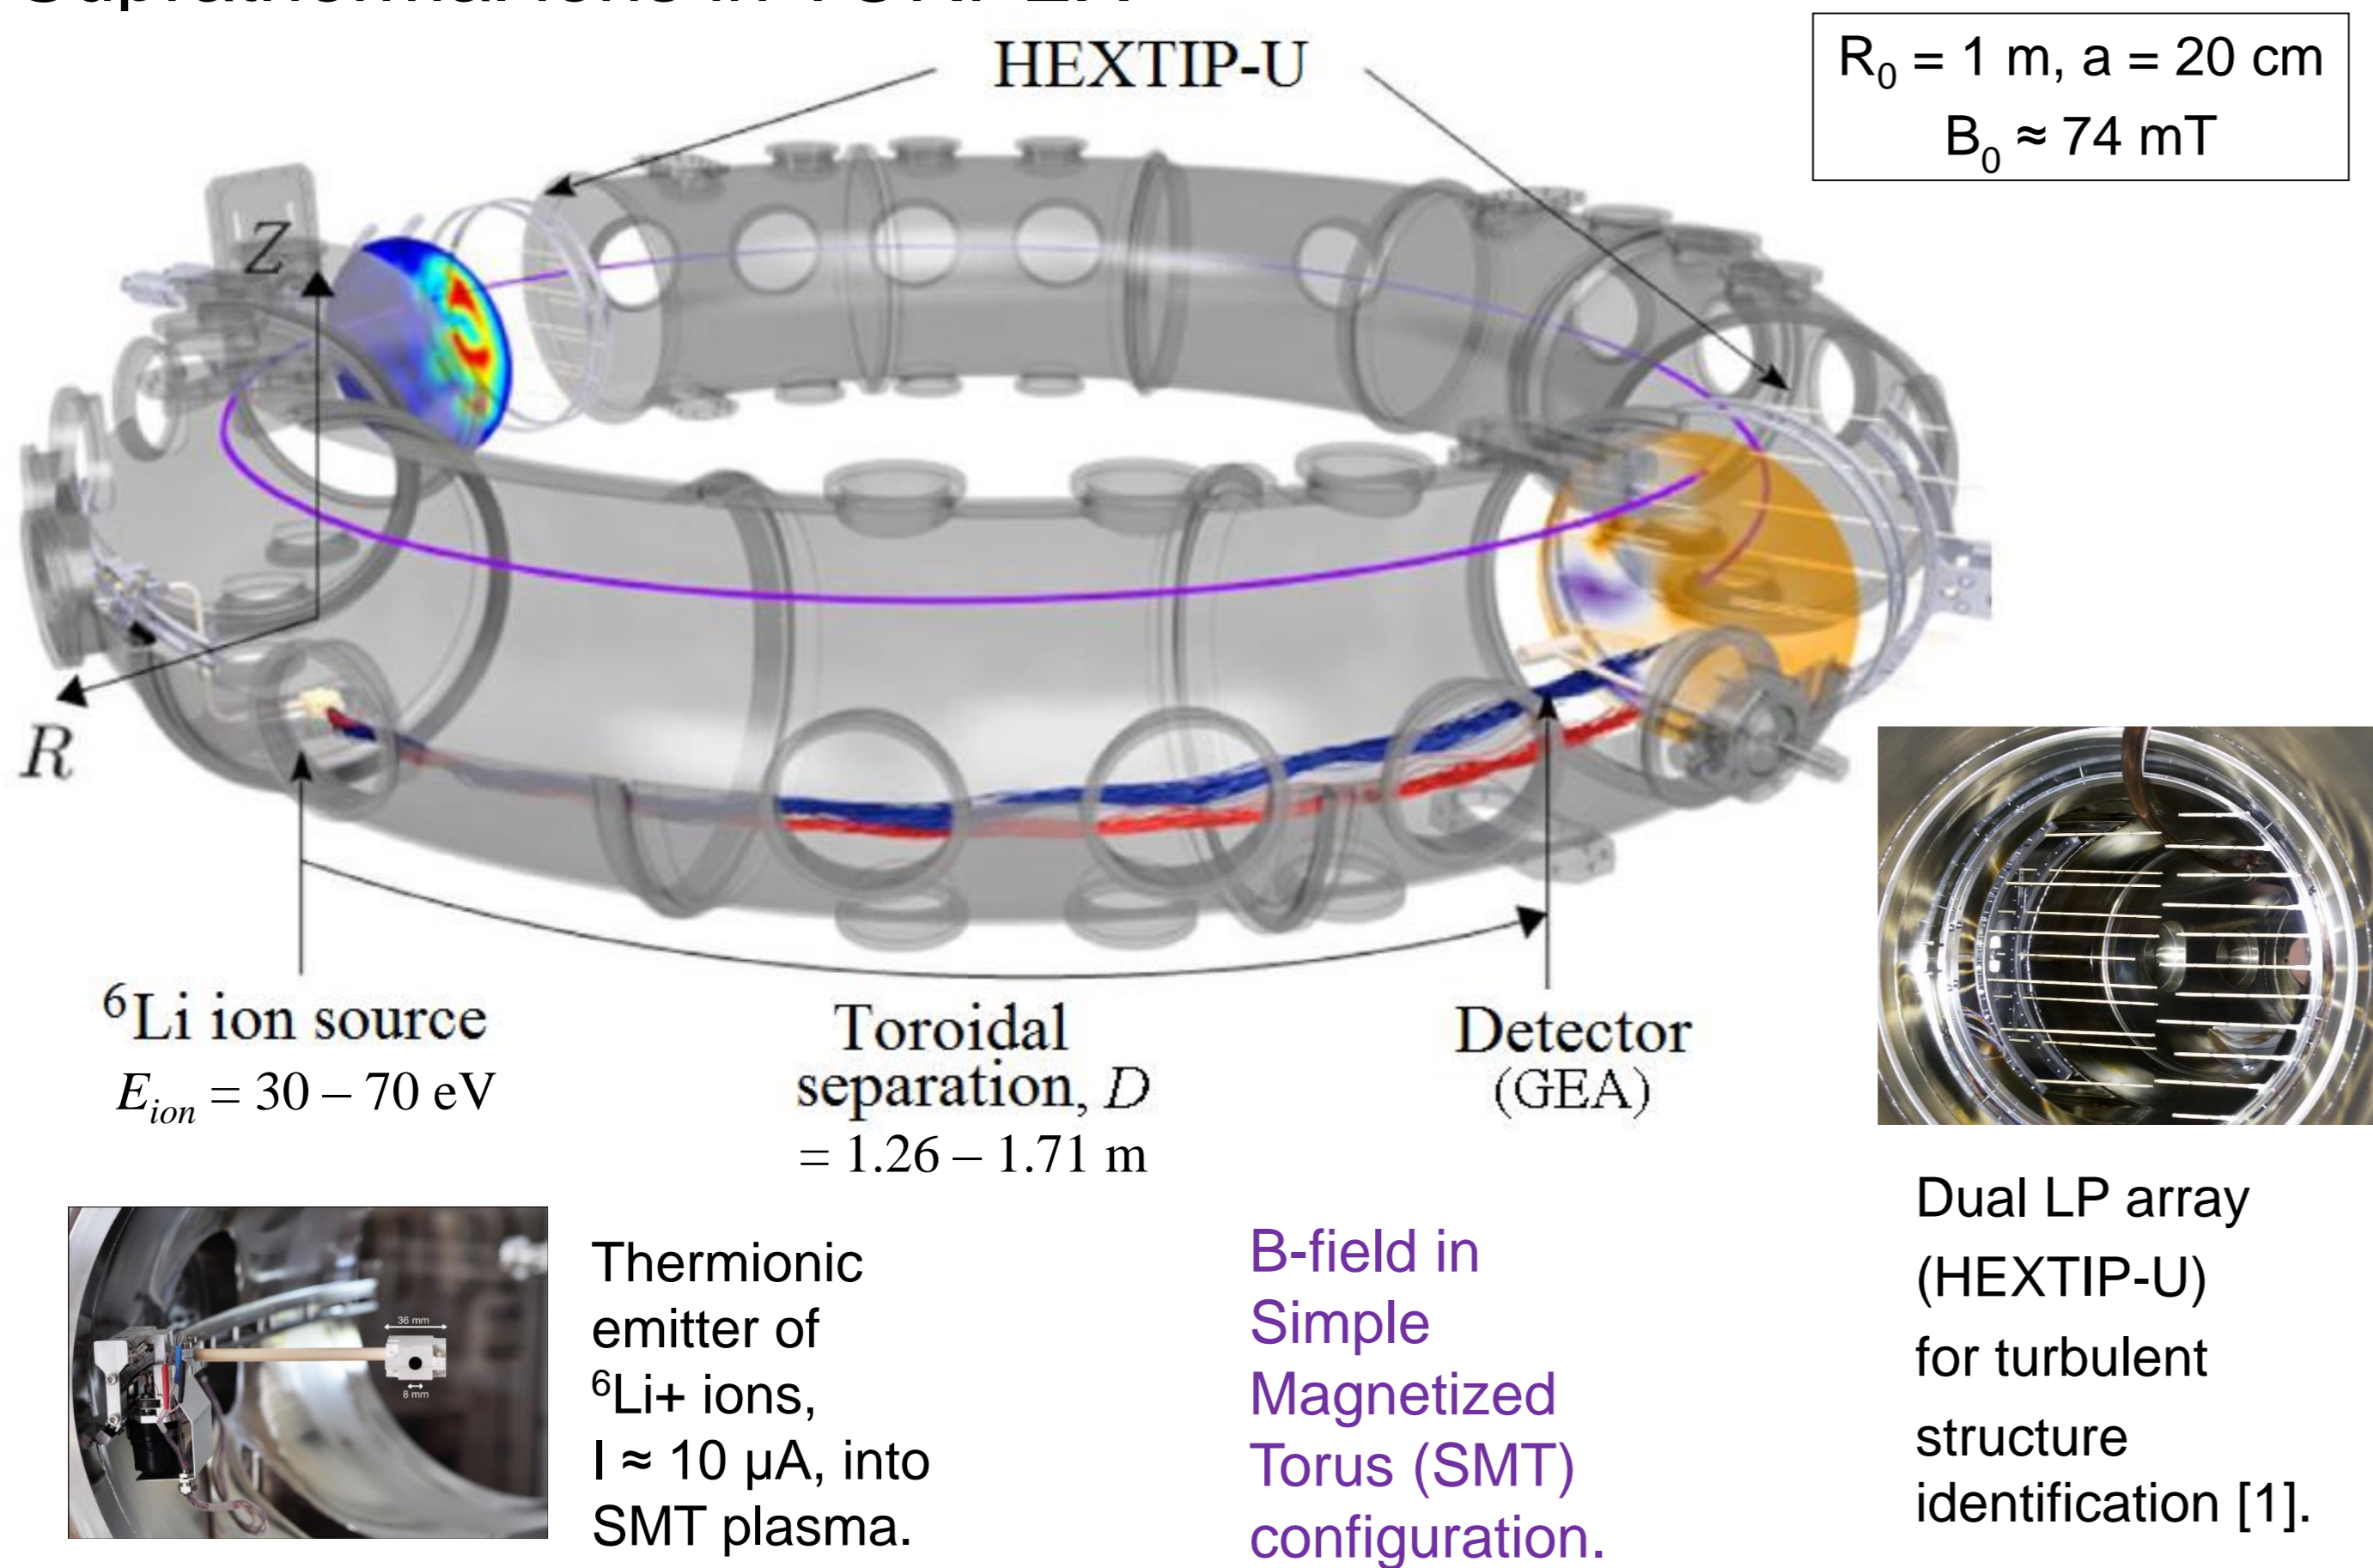 HEXTIP-U
R₀ = 1 m, a = 20 cm
B₀ ≈ 74 mT
Z
R
⁶Li ion source
E_ion = 30 – 70 eV
Toroidal
separation, D
= 1.26 – 1.71 m
Detector
(GEA)
36 mm
8 mm
Thermionic
emitter of
⁶Li+ ions,
I ≈ 10 µA, into
SMT plasma.
B-field in
Simple
Magnetized
Torus (SMT)
configuration.
Dual LP array
(HEXTIP-U)
for turbulent
structure
identification [1].